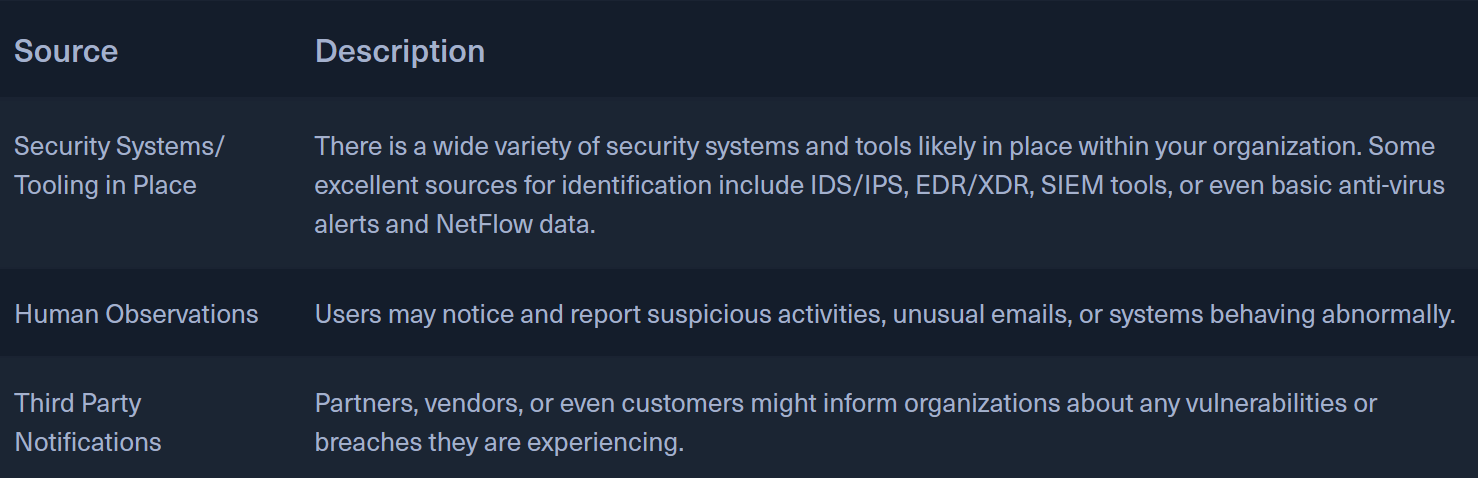 Source Description
Security Systems/ There is a wide variety of security systems and tools likely in place within your organization. Some
Tooling in Place excellent sources for identification include IDS/IPS, EDR/XDR, SIEM tools, or even basic anti-virus
alerts and NetFlow data.
Human Observations Users may notice and report suspicious activities, unusual emails, or systems behaving abnormally.
Third Party Partners, vendors, or even customers might inform organizations about any vulnerabilities or
Notifications breaches they are experiencing.